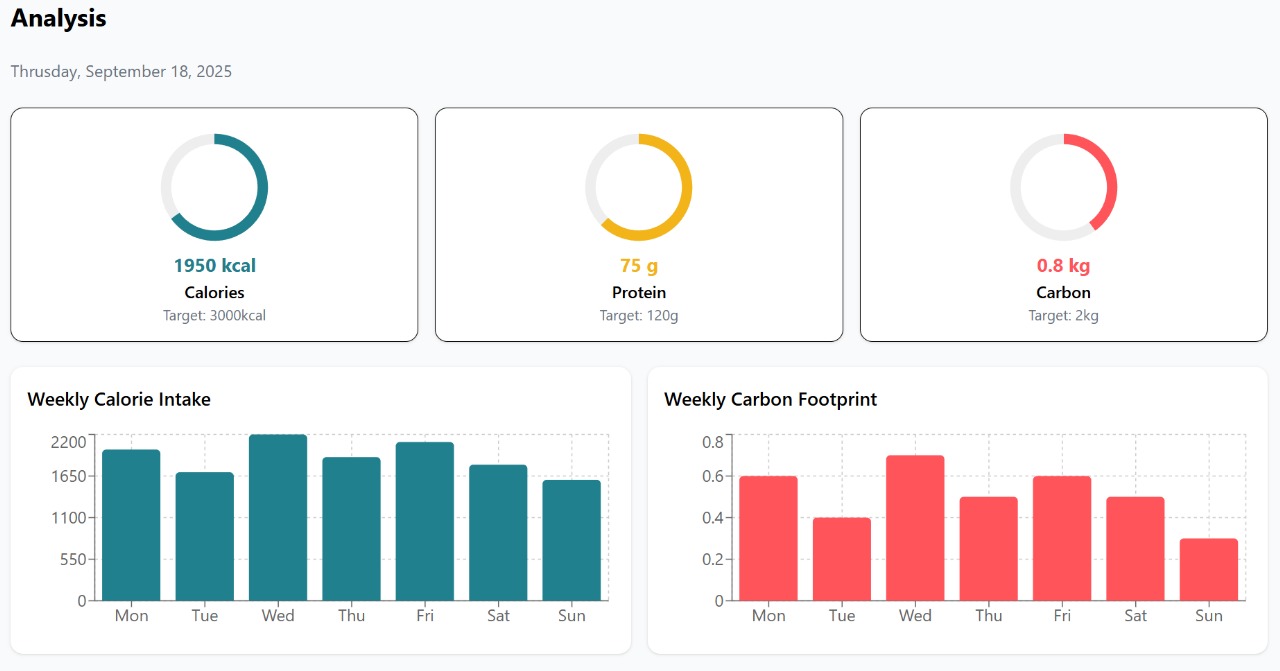 Analysis
Thrusday, September 18, 2025
1950 kcal
Calories
Target: 3000kcal
75 g
Protein
Target: 120g
0.8 kg
Carbon
Target: 2kg
Weekly Calorie Intake
2200
1650
1100
550
0
Mon Tue Wed Thu Fri Sat Sun
Weekly Carbon Footprint
0.8
0.6
0.4
0.2
0
Mon Tue Wed Thu Fri Sat Sun